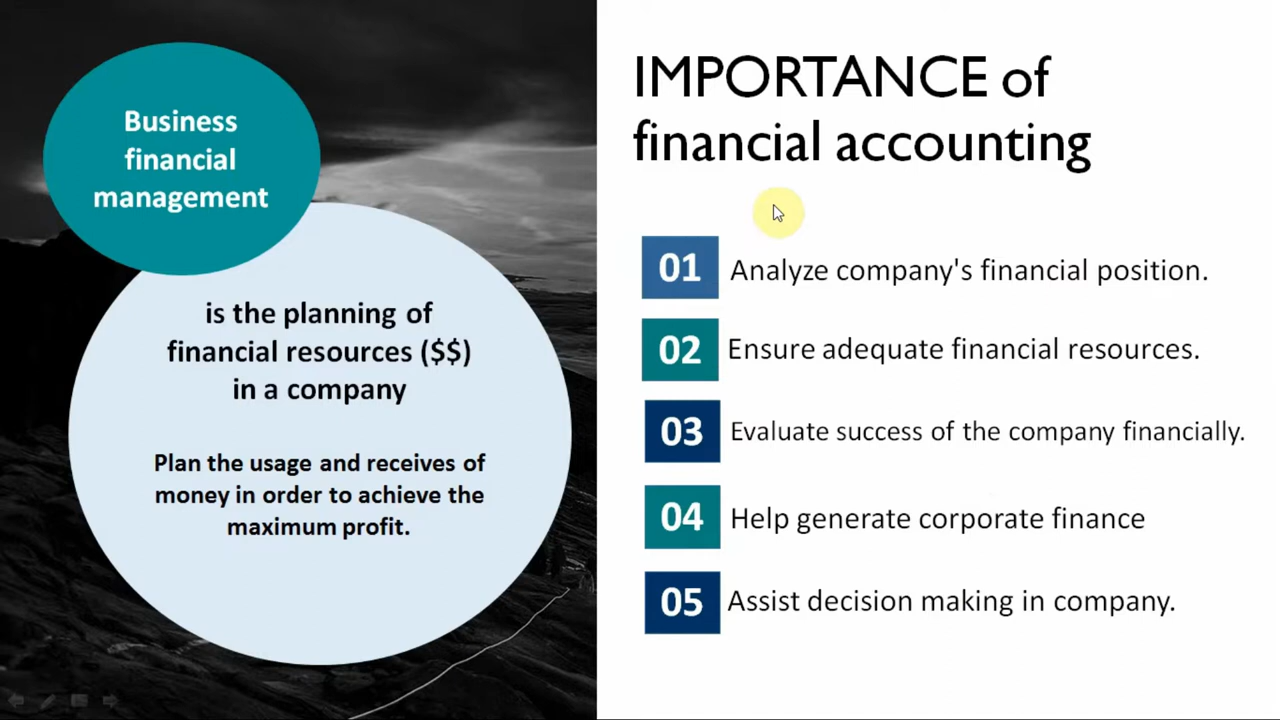 Business
financial
management
is the planning of
financial resources ($$)
in a company
Plan the usage and receives of
money in order to achieve the
maximum profit.
IMPORTANCE of
financial accounting
01 Analyze company's financial position.
02 Ensure adequate financial resources.
03 Evaluate success of the company financially.
04 Help generate corporate finance
05 Assist decision making in company.